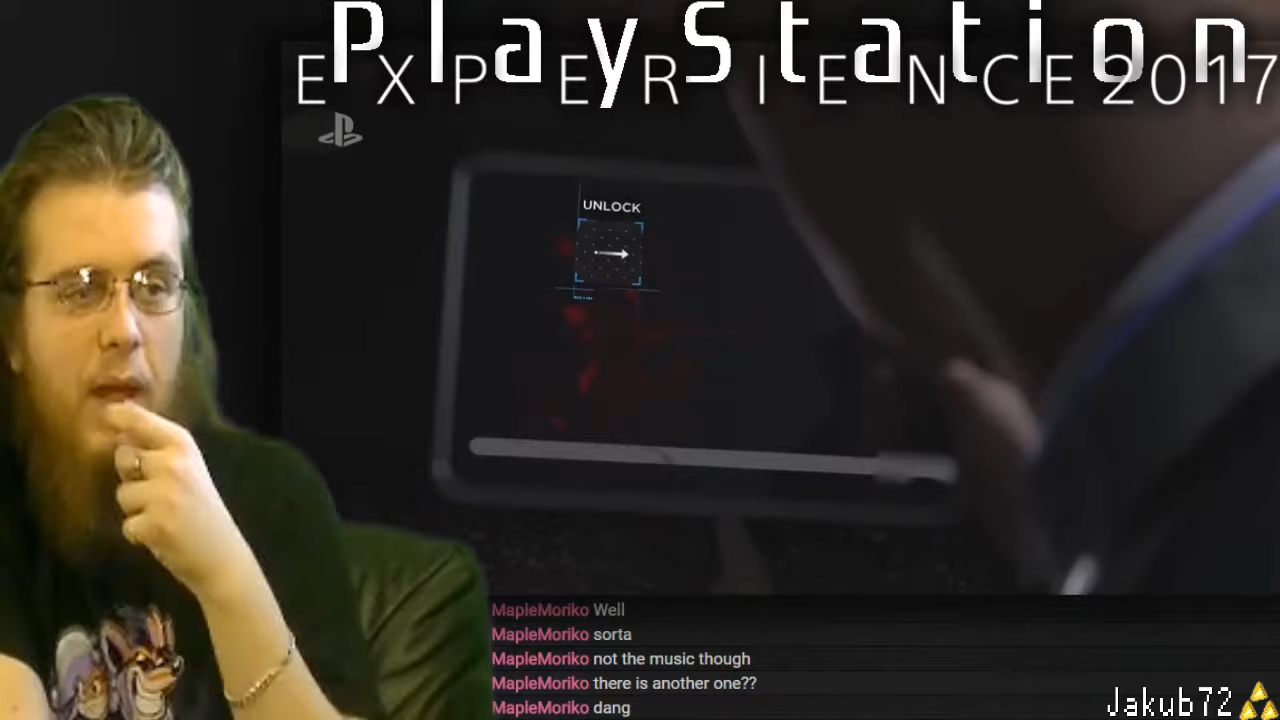 PlayStation
EXPERIENCE 2017
UNLOCK
MapleMoriko Well
MapleMoriko sorta
MapleMoriko not the music though
MapleMoriko there is another one??
MapleMoriko dang
Jakub72